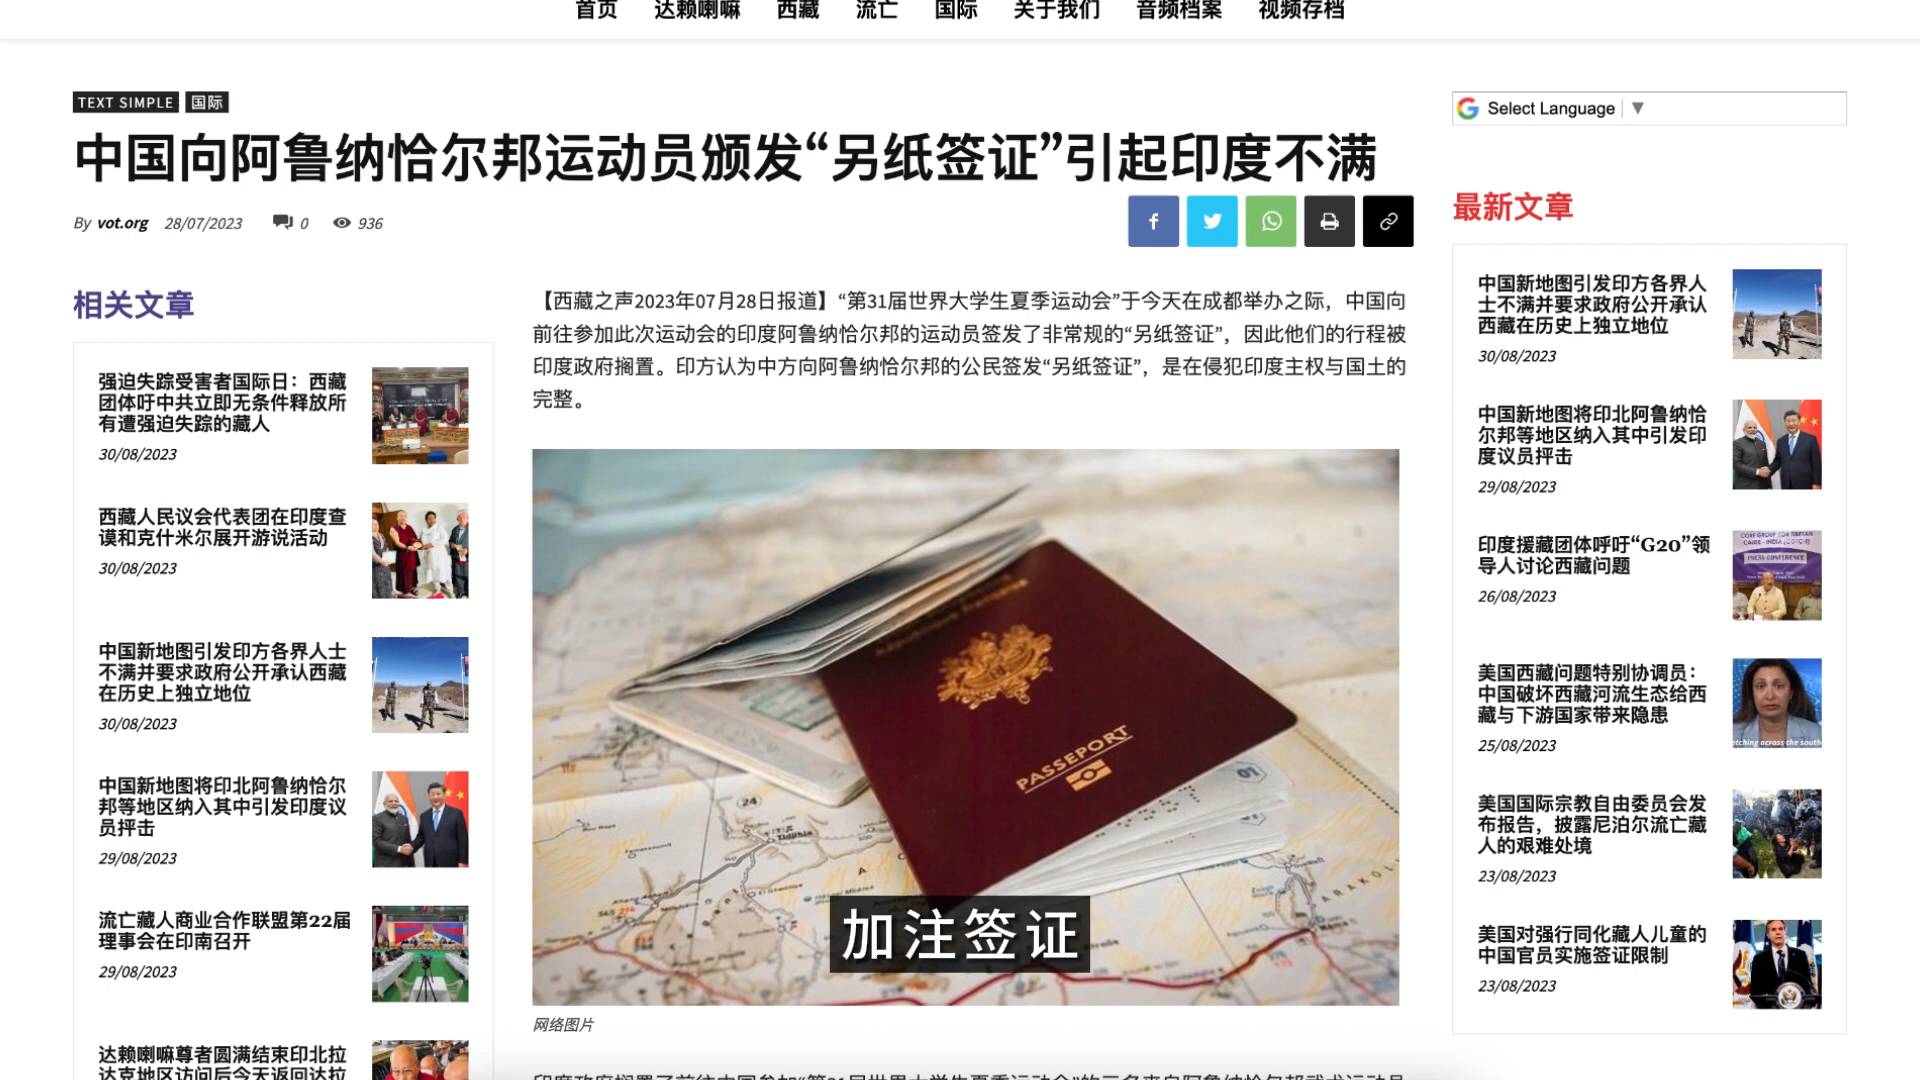 首页 达赖喇嘛 西藏 流亡 国际 关于我们 音频档案 视频存档
TEXT SIMPLE 国际
中国向阿鲁纳恰尔邦运动员颁发“另纸签证”引起印度不满
By vot.org 28/07/2023 0 936
相关文章
强迫失踪受害者国际日：西藏
团体吁中共立即无条件释放所
有遭强迫失踪的藏人
30/08/2023
西藏人民议会代表团在印度查
谟和克什米尔展开游说活动
30/08/2023
中国新地图引发印方各界人士
不满并要求政府公开承认西藏
在历史上独立地位
30/08/2023
中国新地图将印北阿鲁纳恰尔
邦等地区纳入其中引发印度议
员抨击
29/08/2023
流亡藏人商业合作联盟第22届
理事会在印南召开
29/08/2023
达赖喇嘛尊者圆满结束印北拉
达克地区访问后今天返回达拉
【西藏之声2023年07月28日报道】“第31届世界大学生夏季运动会”于今天在成都举办之际，中国向
前往参加此次运动会的印度阿鲁纳恰尔邦的运动员签发了非常规的“另纸签证”，因此他们的行程被
印度政府搁置。印方认为中方向阿鲁纳恰尔邦的公民签发“另纸签证”，是在侵犯印度主权与国土的
完整。
PASSEPORT
加注签证
网络图片
Select Language ▼
最新文章
中国新地图引发印方各界人
士不满并要求政府公开承认
西藏在历史上独立地位
30/08/2023
中国新地图将印北阿鲁纳恰
尔邦等地区纳入其中引发印
度议员抨击
29/08/2023
印度援藏团体呼吁“G20”领
导人讨论西藏问题
26/08/2023
美国西藏问题特别协调员：
中国破坏西藏河流生态给西
藏与下游国家带来隐患
25/08/2023
美国国际宗教自由委员会发
布报告，披露尼泊尔流亡藏
人的艰难处境
23/08/2023
美国对强行同化藏人儿童的
中国官员实施签证限制
23/08/2023